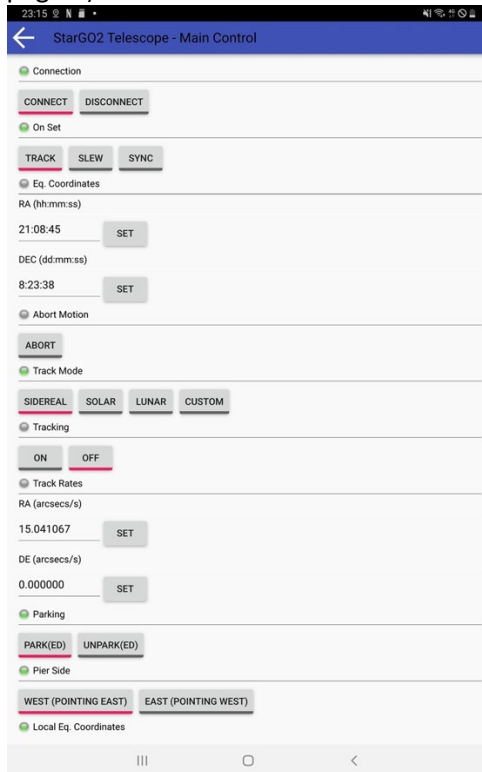 23:15
StarGO2 Telescope - Main Control
Connection
CONNECT DISCONNECT
On Set
TRACK SLEW SYNC
Eq. Coordinates
RA (hh:mm:ss)
21:08:45 SET
DEC (dd:mm:ss)
8:23:38 SET
Abort Motion
ABORT
Track Mode
SIDEREAL SOLAR LUNAR CUSTOM
Tracking
ON OFF
Track Rates
RA (arcsecs/s)
15.041067 SET
DE (arcsecs/s)
0.000000 SET
Parking
PARK(ED) UNPARK(ED)
Pier Side
WEST (POINTING EAST) EAST (POINTING WEST)
Local Eq. Coordinates